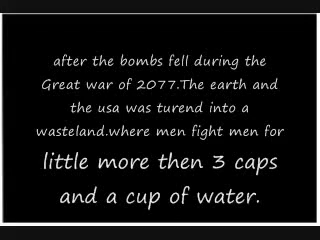 after the bombs fell during the
Great war of 2077.The earth and
the usa was turend into a
wasteland.where men fight men for
little more then 3 caps
and a cup of water.